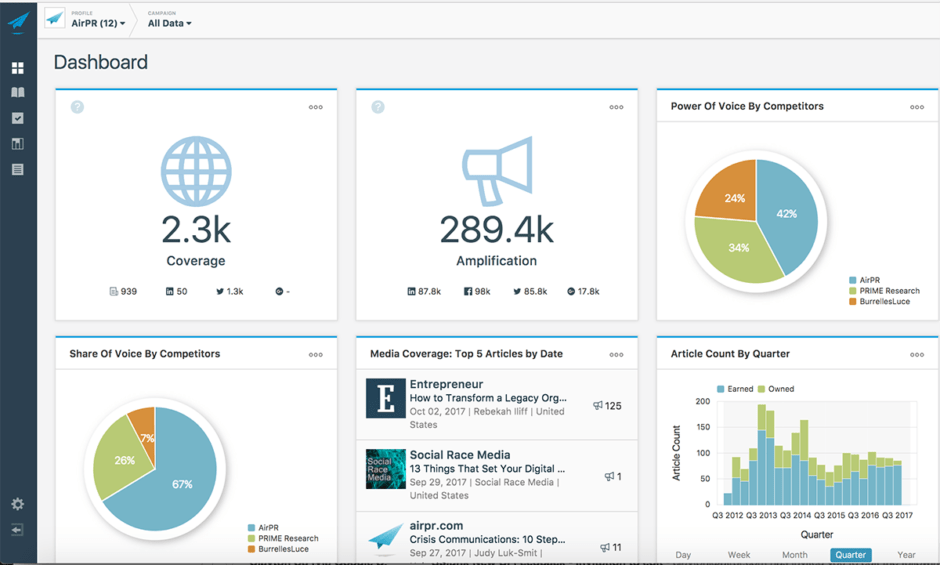 PROFILE
AirPR (12)
CAMPAIGN
All Data
Dashboard
?
2.3k
Coverage
939
50
1.3k
-
?
289.4k
Amplification
87.8k
98k
85.8k
17.8k
Power Of Voice By Competitors
24%
42%
34%
AirPR
PRIME Research
BurrellesLuce
Share Of Voice By Competitors
7%
26%
67%
AirPR
PRIME Research
BurrellesLuce
Media Coverage: Top 5 Articles by Date
E
Entrepreneur
How to Transform a Legacy Org...
Oct 02, 2017 | Rebekah Iliff | United
States
125
Social
Race
Media
Social Race Media
13 Things That Set Your Digital ...
Sep 29, 2017 | Social Race Media |
United States
1
airpr.com
Crisis Communications: 10 Step...
Sep 27, 2017 | Judy Luk-Smit |
11
Article Count By Quarter
Earned
Owned
200
150
100
50
0
Article Count
Q3 2012
Q3 2013
Q3 2014
Q3 2015
Q3 2016
Q3 2017
Quarter
Day
Week
Month
Quarter
Year